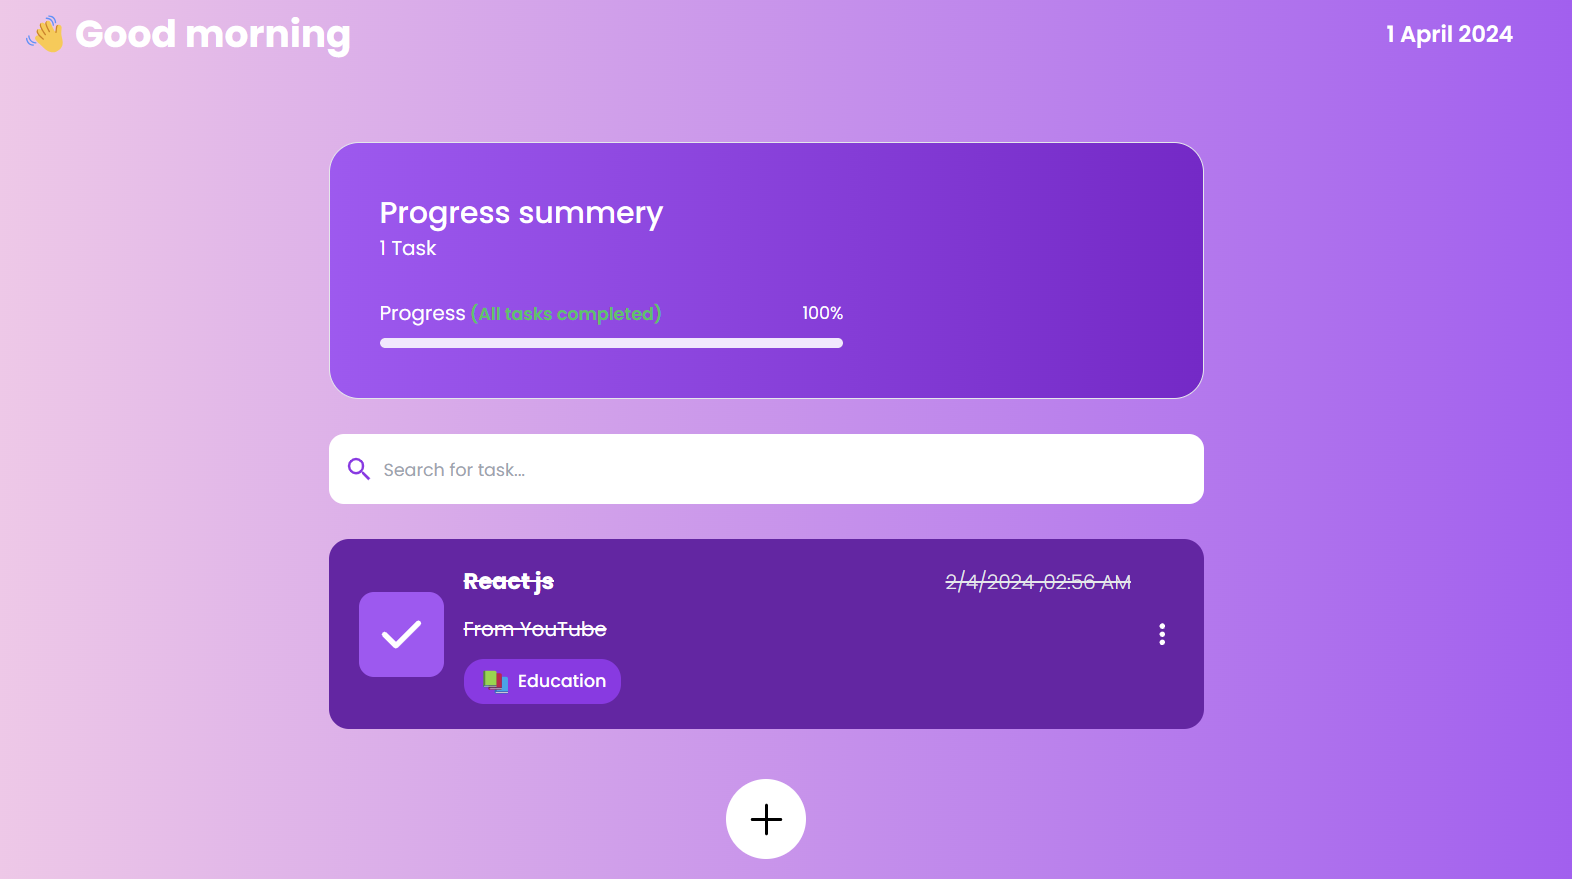 Good morning
1 April 2024
Progress summery
1 Task
Progress (All tasks completed) 100%
Search for task...
React js
2/4/2024 ,02:56 AM
From YouTube
Education